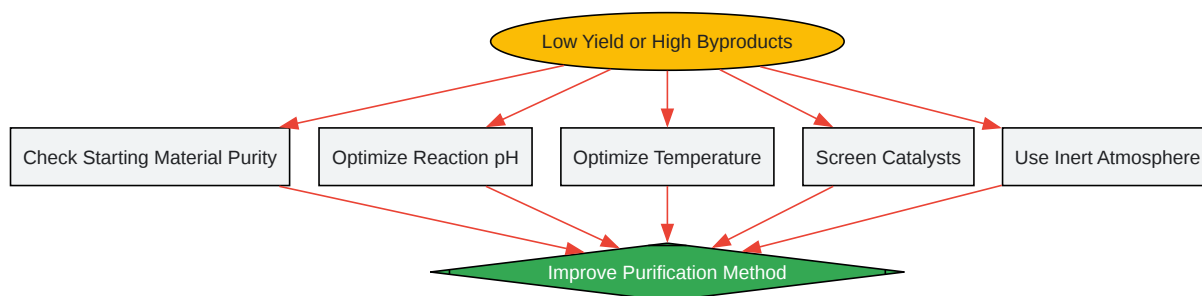 Low Yield or High Byproducts
Check Starting Material Purity
Optimize Reaction pH
Optimize Temperature
Screen Catalysts
Use Inert Atmosphere
Improve Purification Method